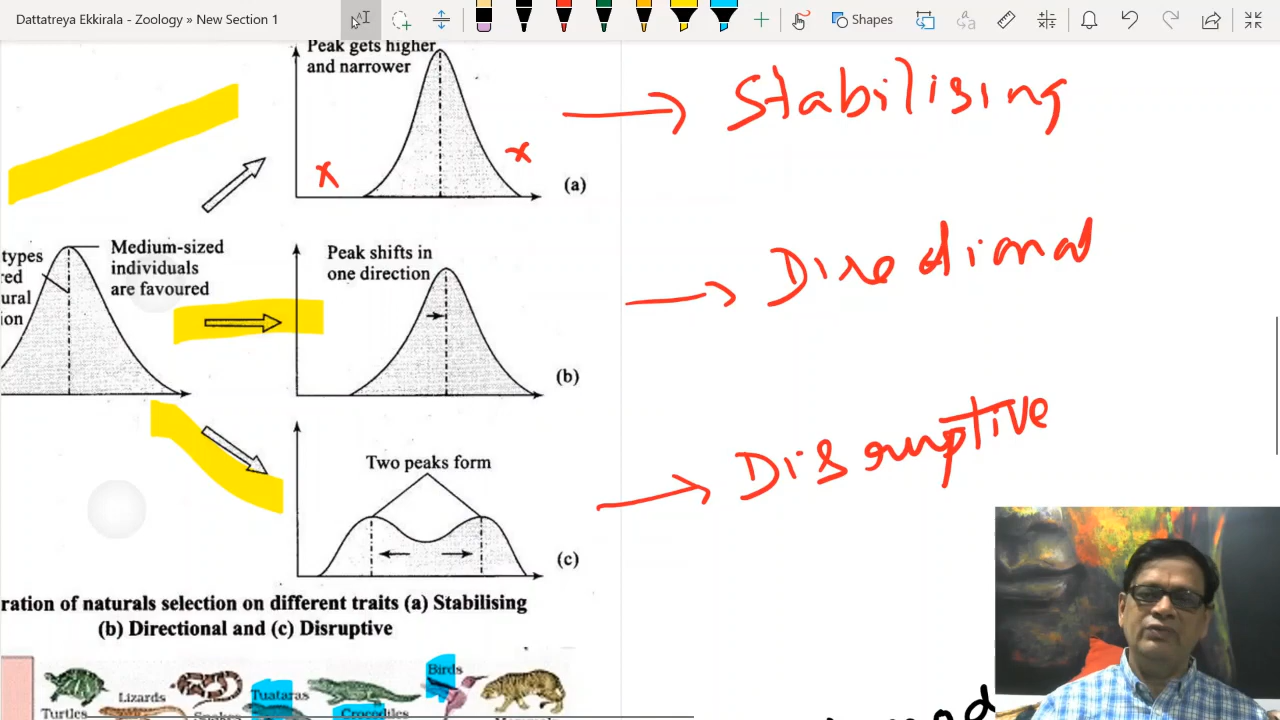 Dattatreya Ekkirala - Zoology » New Section 1
Shapes
Peak gets higher
and narrower
Stabilising
x
x
(a)
types
Medium-sized
individuals
are favoured
Peak shifts in
one direction
Directional
(b)
Two peaks form
Disruptive
(c)
ration of naturals selection on different traits (a) Stabilising
(b) Directional and (c) Disruptive
Turtles
Lizards
Tuataras
Crocodiles
Birds